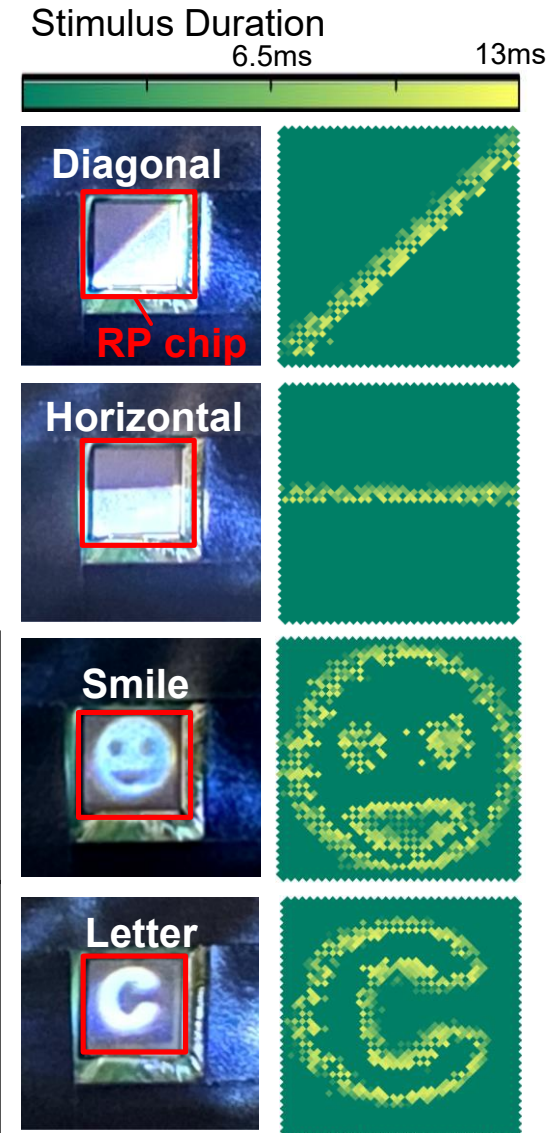 Stimulus Duration
6.5ms 13ms
Diagonal
RP chip
Horizontal
Smile
Letter
C